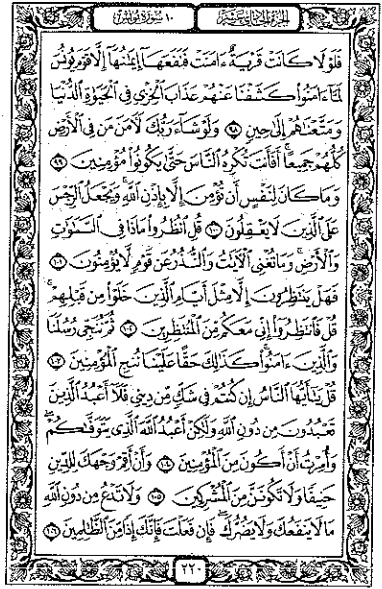 الجزء الحادي عشر
١٠ سورة يونس
فَلَوْلَا كَانَتْ قَرْيَةٌ ءَامَنَتْ فَنَفَعَهَآ إِيمَٰنُهَآ إِلَّا قَوْمَ يُونُسَ
لَمَّآ ءَامَنُوا۟ كَشَفْنَا عَنْهُمْ عَذَابَ ٱلْخِزْىِ فِى ٱلْحَيَوٰةِ ٱلدُّنْيَا
وَمَتَّعْنَٰهُمْ إِلَىٰ حِينٍ ٩٨ وَلَوْ شَآءَ رَبُّكَ لَءَامَنَ مَن فِى ٱلْأَرْضِ
كُلُّهُمْ جَمِيعًا ۚ أَفَأَنتَ تُكْرِهُ ٱلنَّاسَ حَتَّىٰ يَكُونُوا۟ مُؤْمِنِينَ ٩٩
وَمَا كَانَ لِنَفْسٍ أَن تُؤْمِنَ إِلَّا بِإِذْنِ ٱللَّهِ ۚ وَيَجْعَلُ ٱلرِّجْسَ
عَلَى ٱلَّذِينَ لَا يَعْقِلُونَ ١٠٠ قُلِ ٱنظُرُوا۟ مَاذَا فِى ٱلسَّمَٰوَٰتِ
وَٱلْأَرْضِ ۚ وَمَا تُغْنِى ٱلْءَايَٰتُ وَٱلنُّذُرُ عَن قَوْمٍ لَّا يُؤْمِنُونَ ١٠١
فَهَلْ يَنتَظِرُونَ إِلَّا مِثْلَ أَيَّامِ ٱلَّذِينَ خَلَوْا۟ مِن قَبْلِهِمْ ۚ
قُلْ فَٱنتَظِرُوٓا۟ إِنِّى مَعَكُم مِّنَ ٱلْمُنتَظِرِينَ ١٠٢ ثُمَّ نُنَجِّى رُسُلَنَا
وَٱلَّذِينَ ءَامَنُوا۟ ۚ كَذَٰلِكَ حَقًّا عَلَيْنَا نُنجِ ٱلْمُؤْمِنِينَ ١٠٣
قُلْ يَٰٓأَيُّهَا ٱلنَّاسُ إِن كُنتُمْ فِى شَكٍّ مِّن دِينِى فَلَآ أَعْبُدُ ٱلَّذِينَ
تَعْبُدُونَ مِن دُونِ ٱللَّهِ وَلَٰكِنْ أَعْبُدُ ٱللَّهَ ٱلَّذِى يَتَوَفَّىٰكُمْ ۖ
وَأُمِرْتُ أَنْ أَكُونَ مِنَ ٱلْمُؤْمِنِينَ ١٠٤ وَأَنْ أَقِمْ وَجْهَكَ لِلدِّينِ
حَنِيفًا وَلَا تَكُونَنَّ مِنَ ٱلْمُشْرِكِينَ ١٠٥ وَلَا تَدْعُ مِن دُونِ ٱللَّهِ
مَا لَا يَنفَعُكَ وَلَا يَضُرُّكَ ۖ فَإِن فَعَلْتَ فَإِنَّكَ إِذًا مِّنَ ٱلظَّٰلِمِينَ ١٠٦
٢٢٠